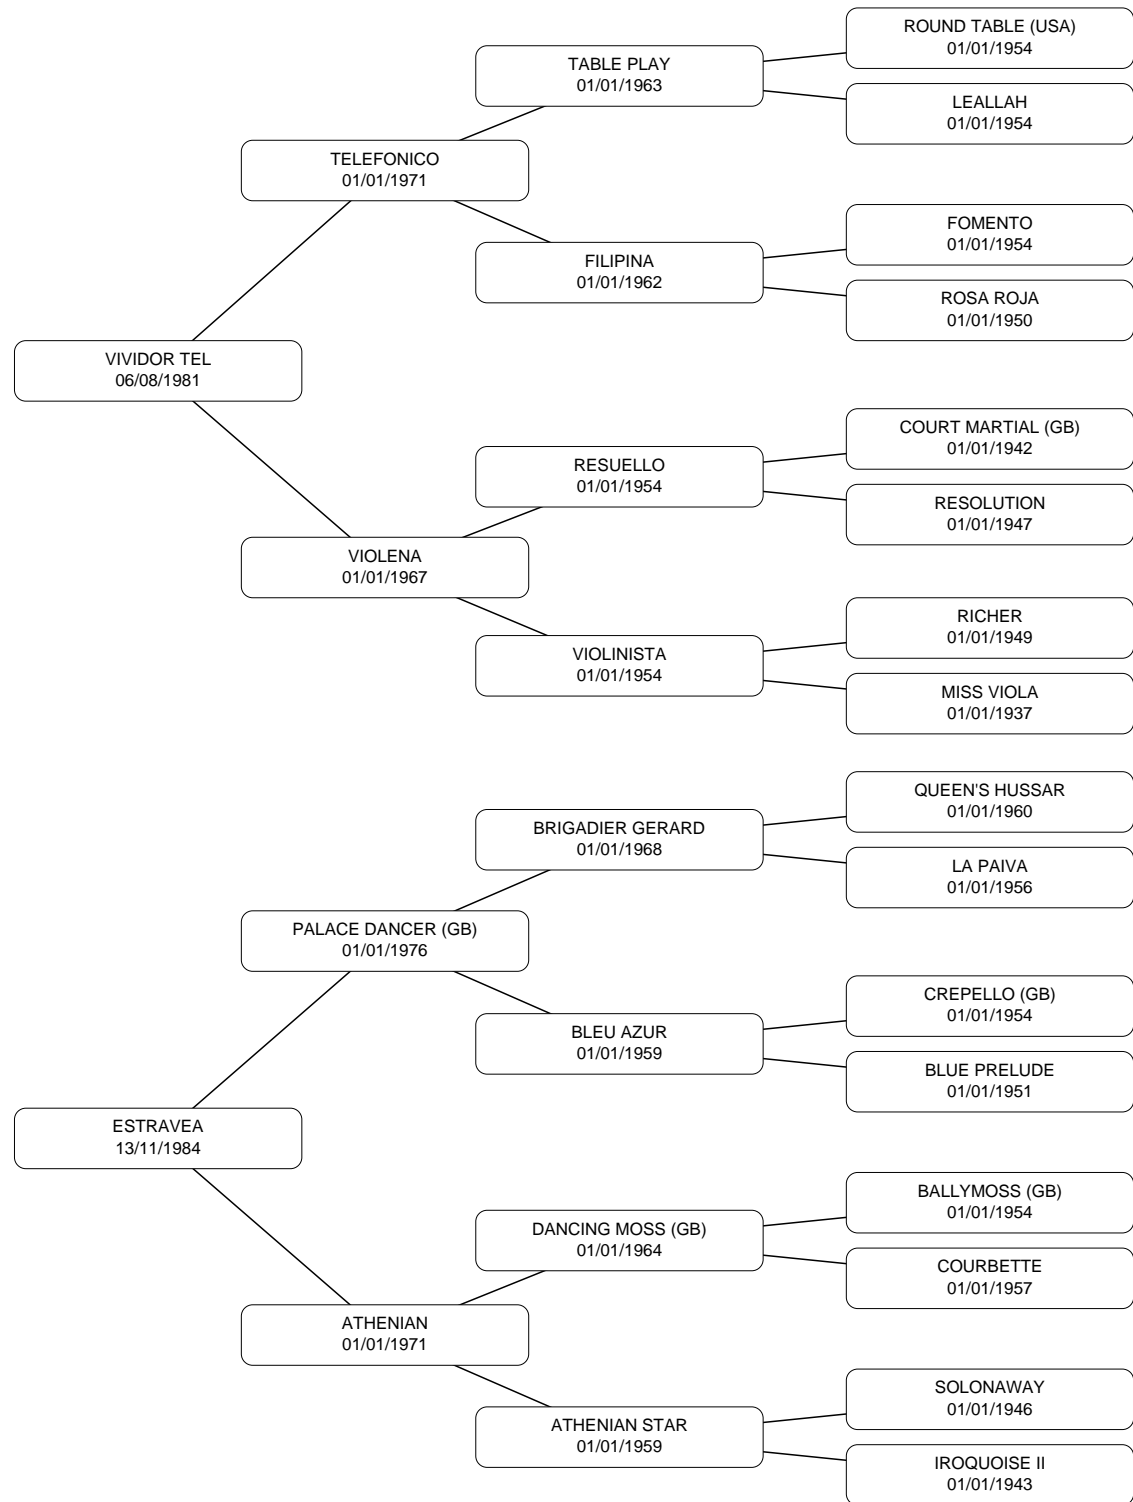 ROUND TABLE (USA)
01/01/1954
TABLE PLAY
01/01/1963
LEALLAH
01/01/1954
TELEFONICO
01/01/1971
FOMENTO
01/01/1954
FILIPINA
01/01/1962
ROSA ROJA
01/01/1950
VIVIDOR TEL
06/08/1981
COURT MARTIAL (GB)
01/01/1942
RESUELLO
01/01/1954
RESOLUTION
01/01/1947
VIOLENA
01/01/1967
RICHER
01/01/1949
VIOLINISTA
01/01/1954
MISS VIOLA
01/01/1937
QUEEN'S HUSSAR
01/01/1960
BRIGADIER GERARD
01/01/1968
LA PAIVA
01/01/1956
PALACE DANCER (GB)
01/01/1976
CREPELLO (GB)
01/01/1954
BLEU AZUR
01/01/1959
BLUE PRELUDE
01/01/1951
ESTRAVEA
13/11/1984
BALLYMOSS (GB)
01/01/1954
DANCING MOSS (GB)
01/01/1964
COURBETTE
01/01/1957
ATHENIAN
01/01/1971
SOLONAWAY
01/01/1946
ATHENIAN STAR
01/01/1959
IROQUOISE II
01/01/1943